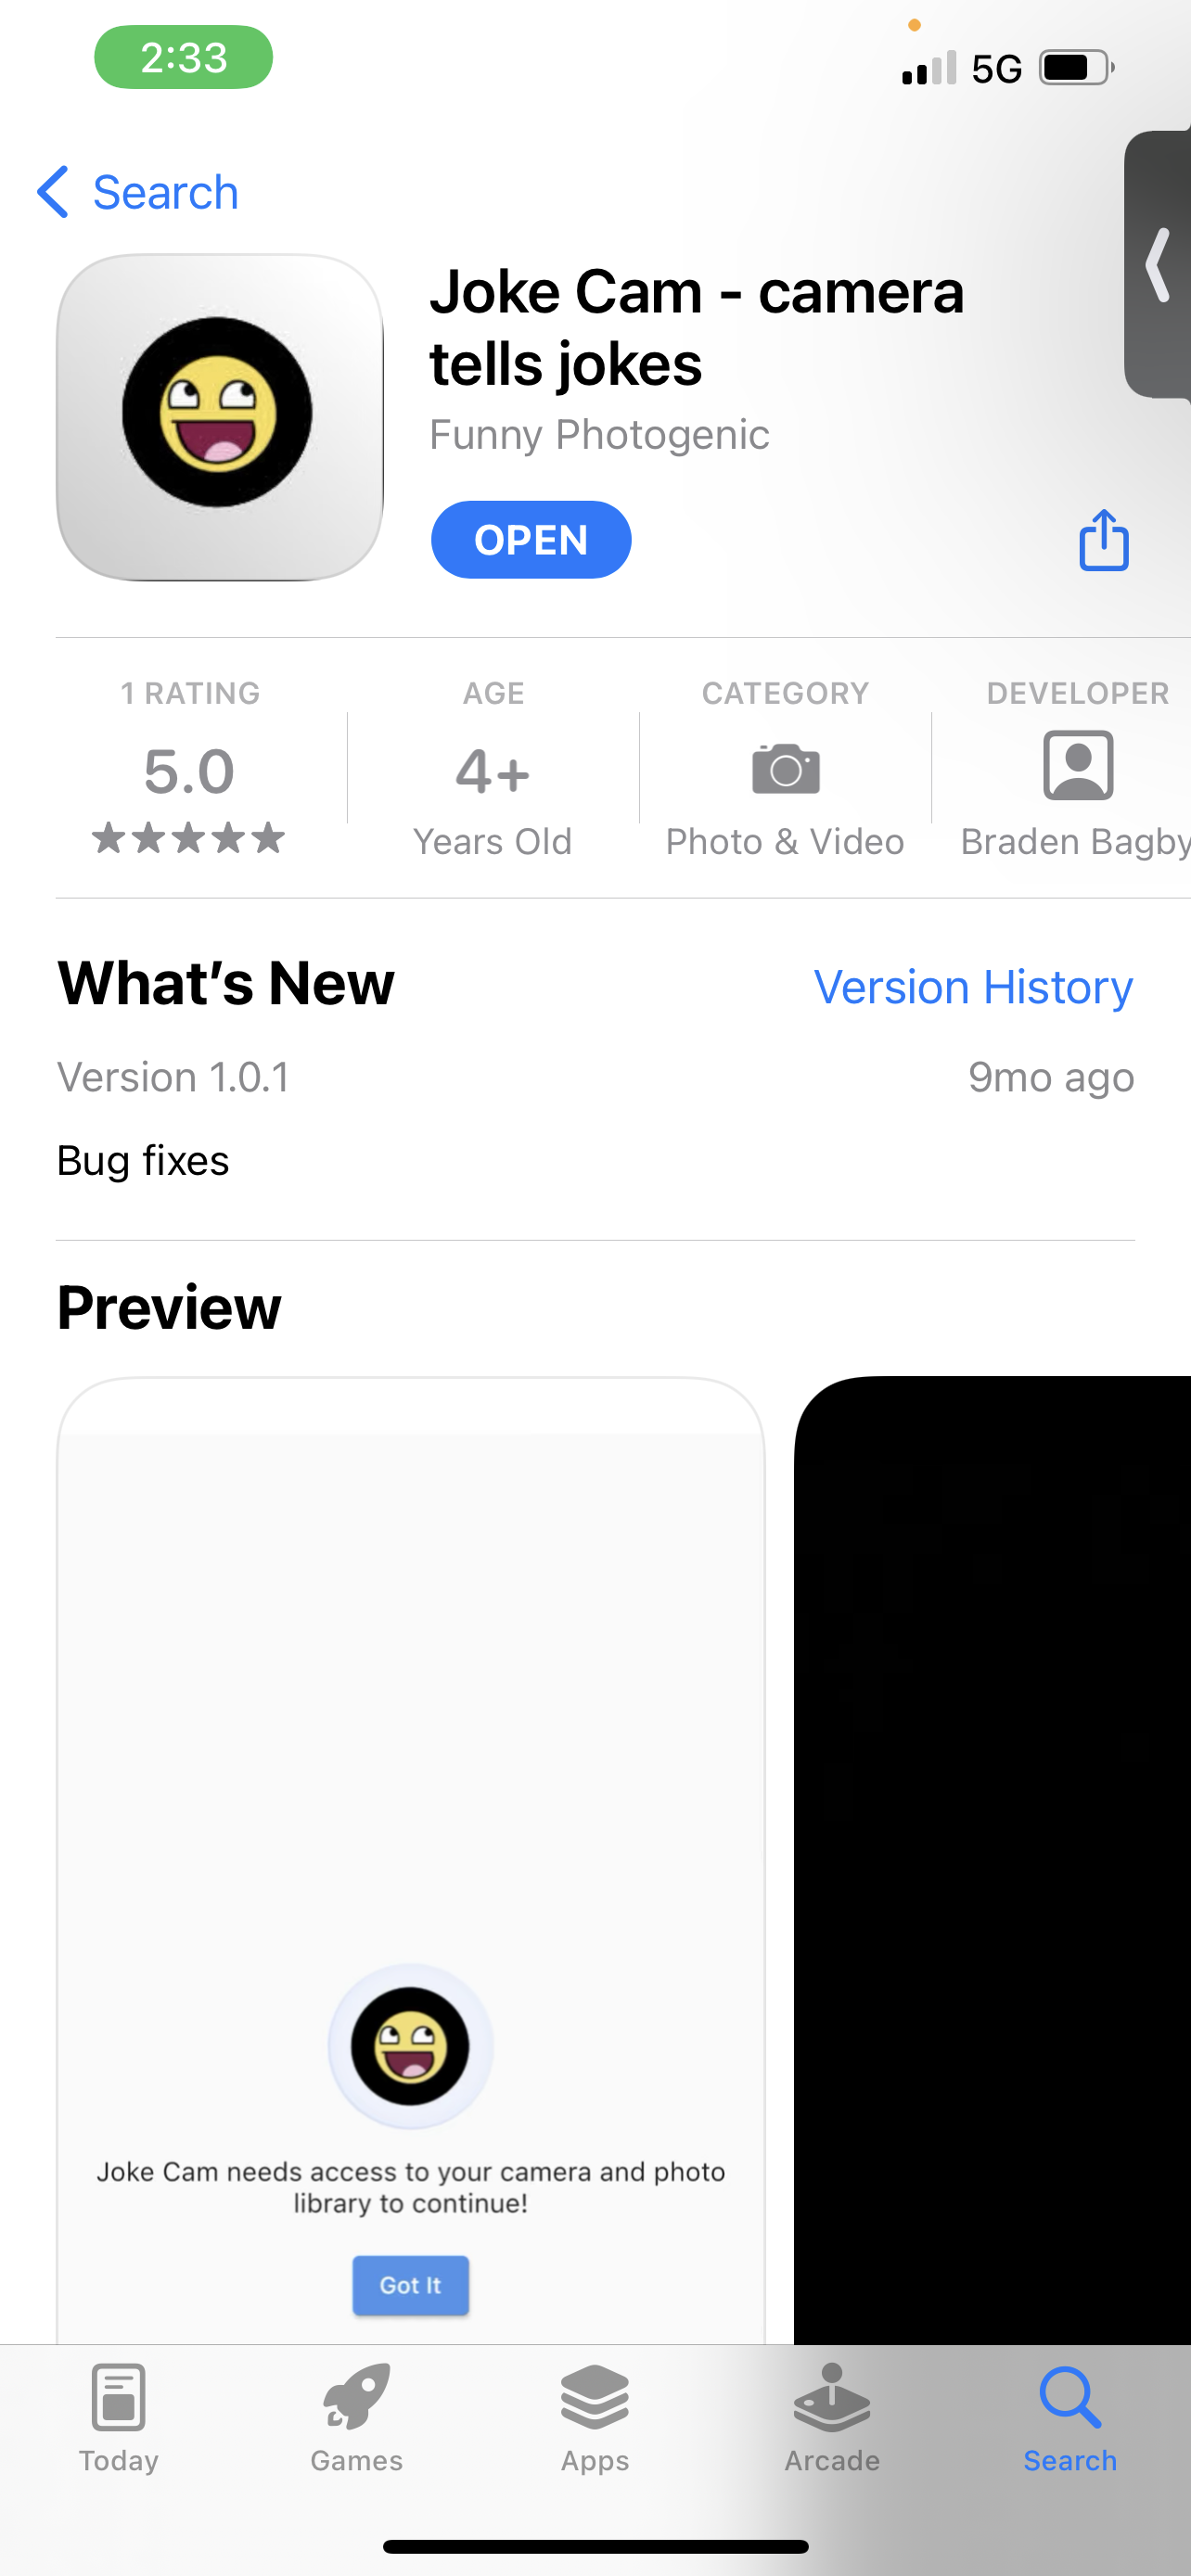 2:33
5G
Search
Joke Cam - camera
tells jokes
Funny Photogenic
OPEN
1 RATING
AGE
CATEGORY
DEVELOPER
5.0
4+
Years Old
Photo & Video
Braden Bagby
What's New
Version History
Version 1.0.1
9mo ago
Bug fixes
Preview
Joke Cam needs access to your camera and photo
library to continue!
Got It
Today
Games
Apps
Arcade
Search